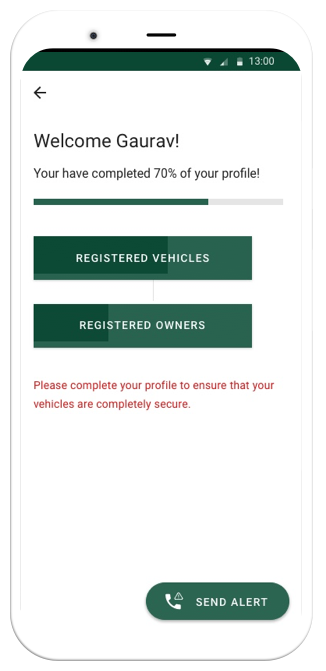 13:00
Welcome Gaurav!
Your have completed 70% of your profile!
REGISTERED VEHICLES
REGISTERED OWNERS
Please complete your profile to ensure that your
vehicles are completely secure.
SEND ALERT